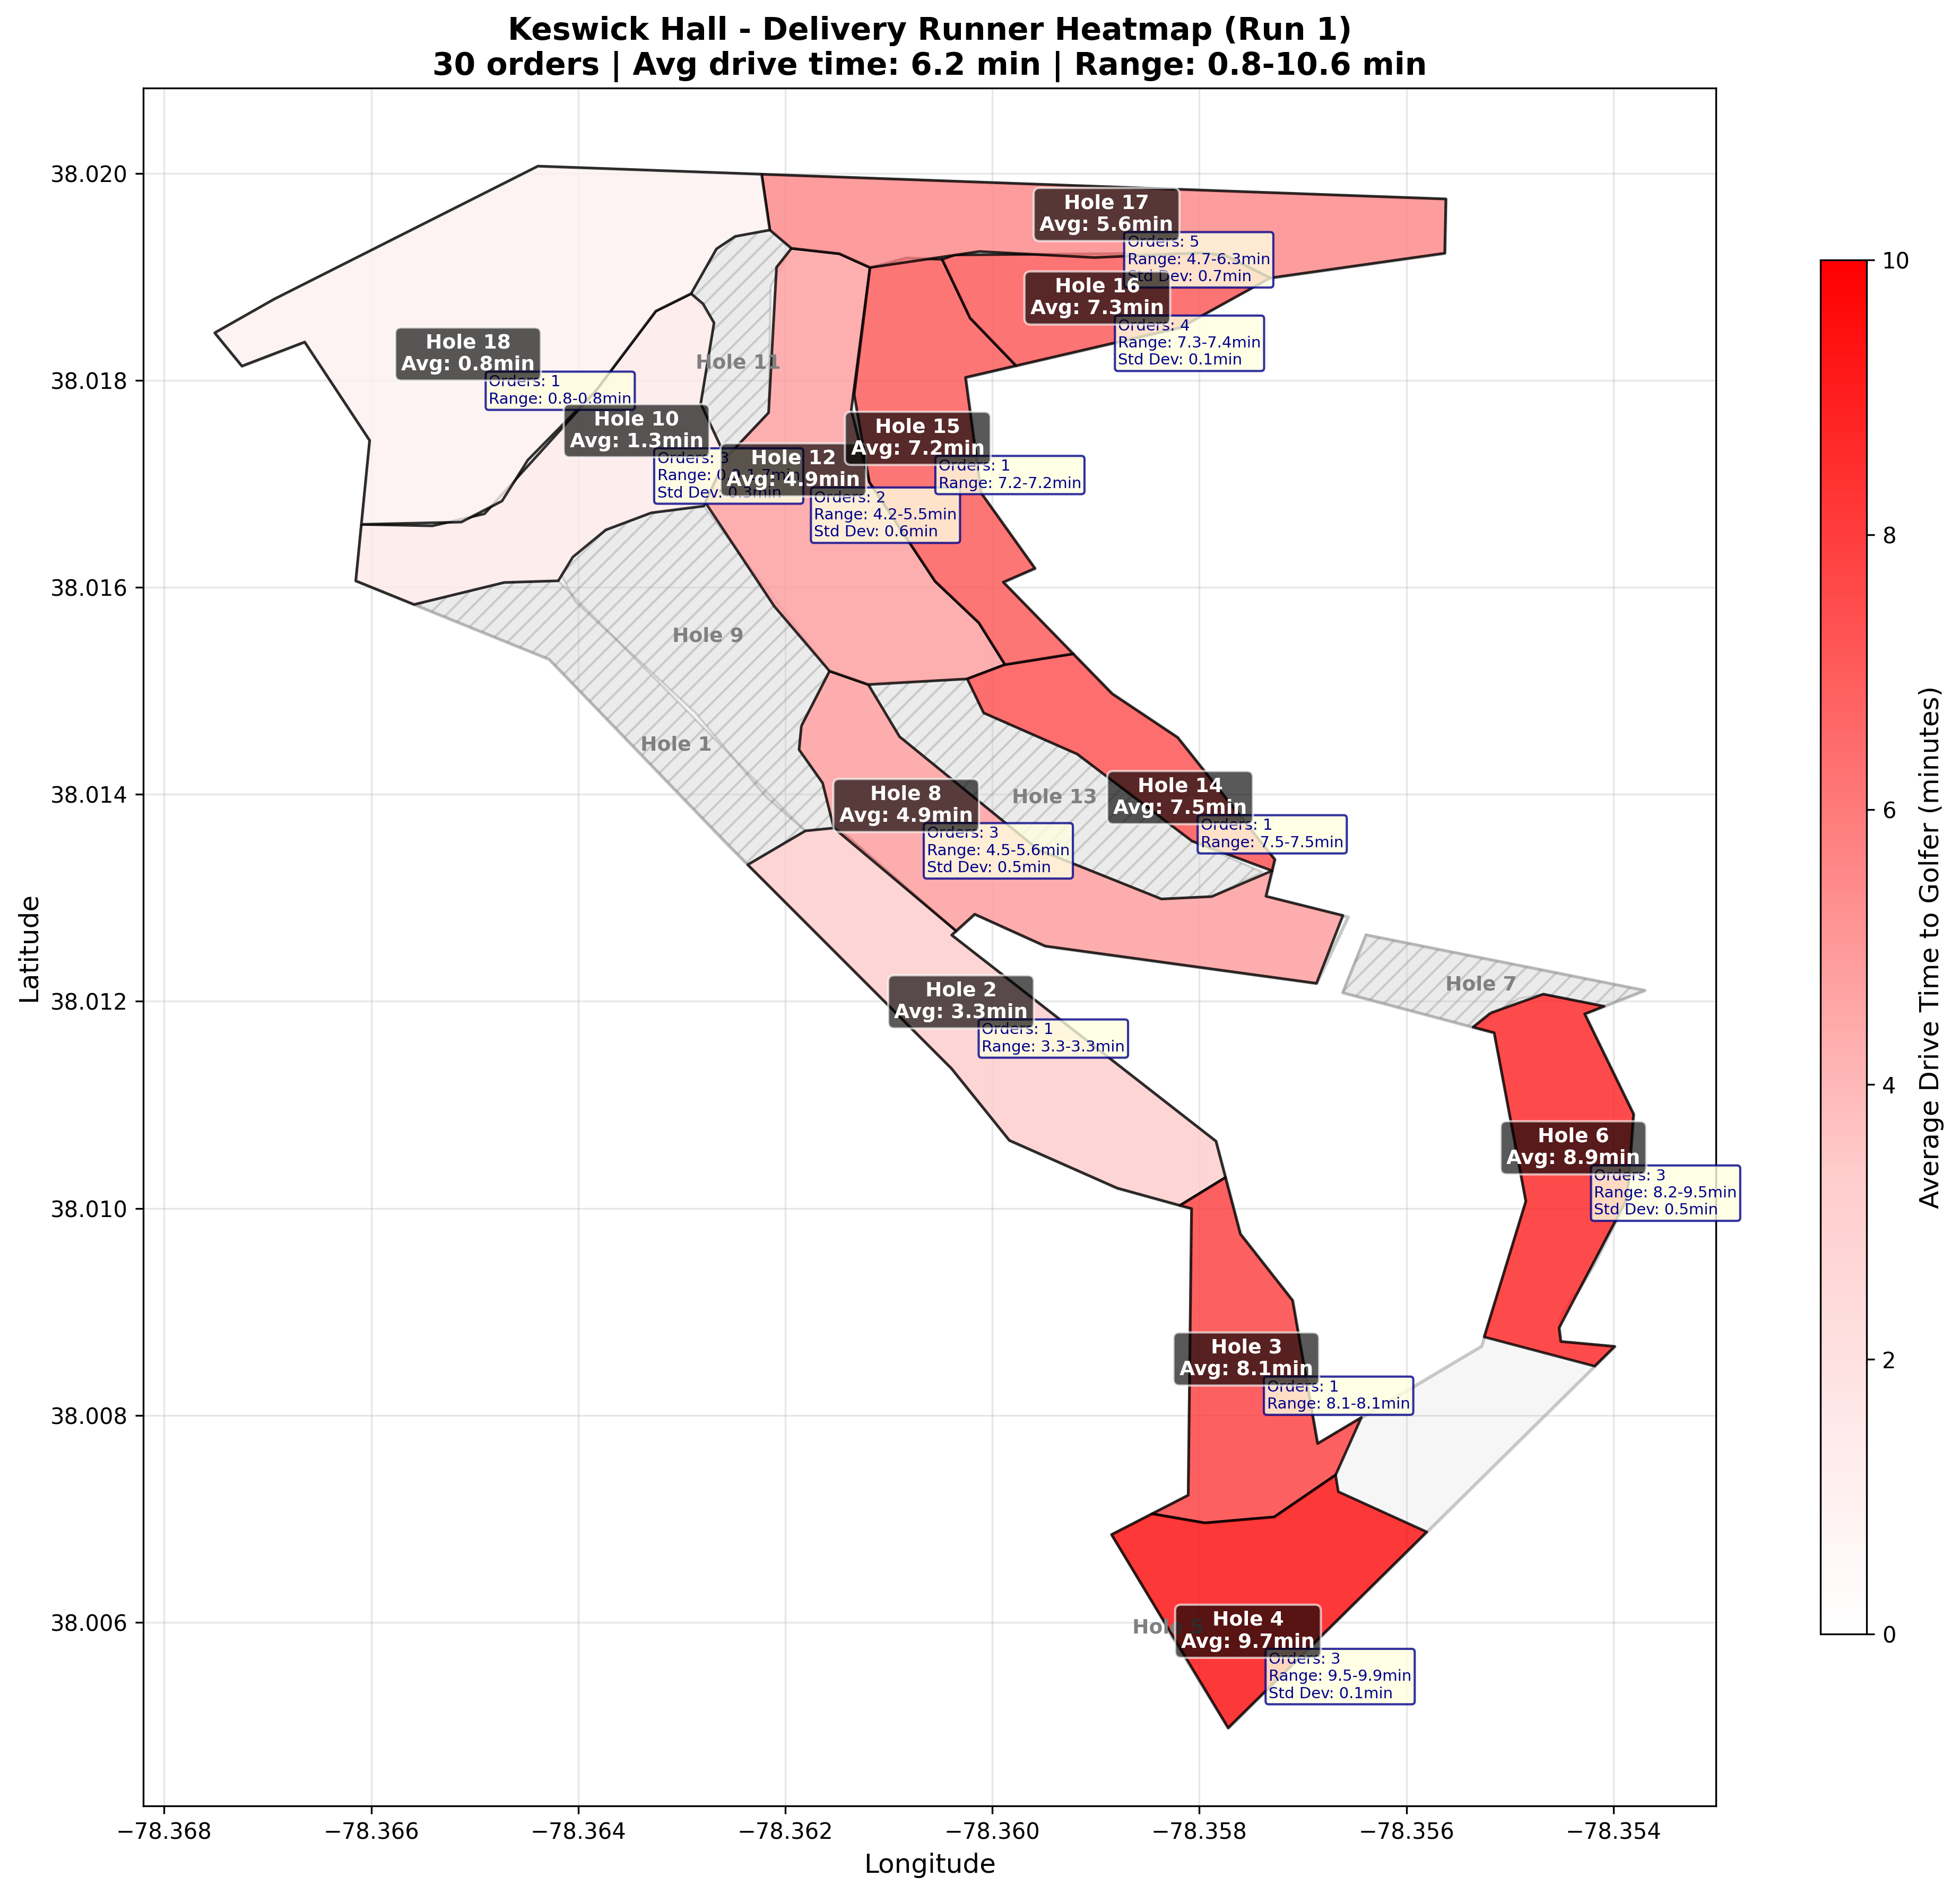 Keswick Hall - Delivery Runner Heatmap (Run 1)
30 orders | Avg drive time: 6.2 min | Range: 0.8-10.6 min
Hole 17
Avg: 5.6min
Orders: 5
Range: 4.7-6.3min
Std Dev: 0.7min
Hole 16
Avg: 7.3min
Orders: 4
Range: 7.3-7.4min
Std Dev: 0.1min
Hole 18
Avg: 0.8min
Orders: 1
Range: 0.8-0.8min
Hole 11
Hole 10
Avg: 1.3min
Orders: 3
Range:
Std Dev: 0.3min
Hole 12
Avg: 4.9min
Orders: 2
Range: 4.2-5.5min
Std Dev: 0.6min
Hole 15
Avg: 7.2min
Orders: 1
Range: 7.2-7.2min
Hole 9
Hole 1
Hole 8
Avg: 4.9min
Orders: 3
Range: 4.5-5.6min
Std Dev: 0.5min
Hole 13
Hole 14
Avg: 7.5min
Orders: 1
Range: 7.5-7.5min
Hole 2
Avg: 3.3min
Orders: 1
Range: 3.3-3.3min
Hole 7
Hole 6
Avg: 8.9min
Orders: 3
Range: 8.2-9.5min
Std Dev: 0.5min
Hole 3
Avg: 8.1min
Orders: 1
Range: 8.1-8.1min
Hole 5
Hole 4
Avg: 9.7min
Orders: 3
Range: 9.5-9.9min
Std Dev: 0.1min
Latitude
38.020
38.018
38.016
38.014
38.012
38.010
38.008
38.006
−78.368
−78.366
−78.364
−78.362
−78.360
−78.358
−78.356
−78.354
Longitude
10
8
6
4
2
0
Average Drive Time to Golfer (minutes)